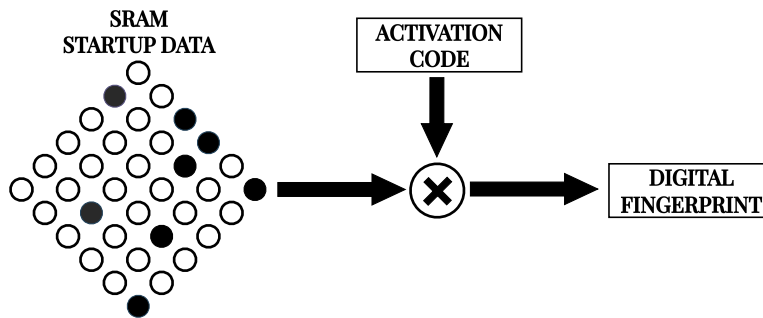 SRAM
STARTUP DATA
ACTIVATION
CODE
DIGITAL
FINGERPRINT